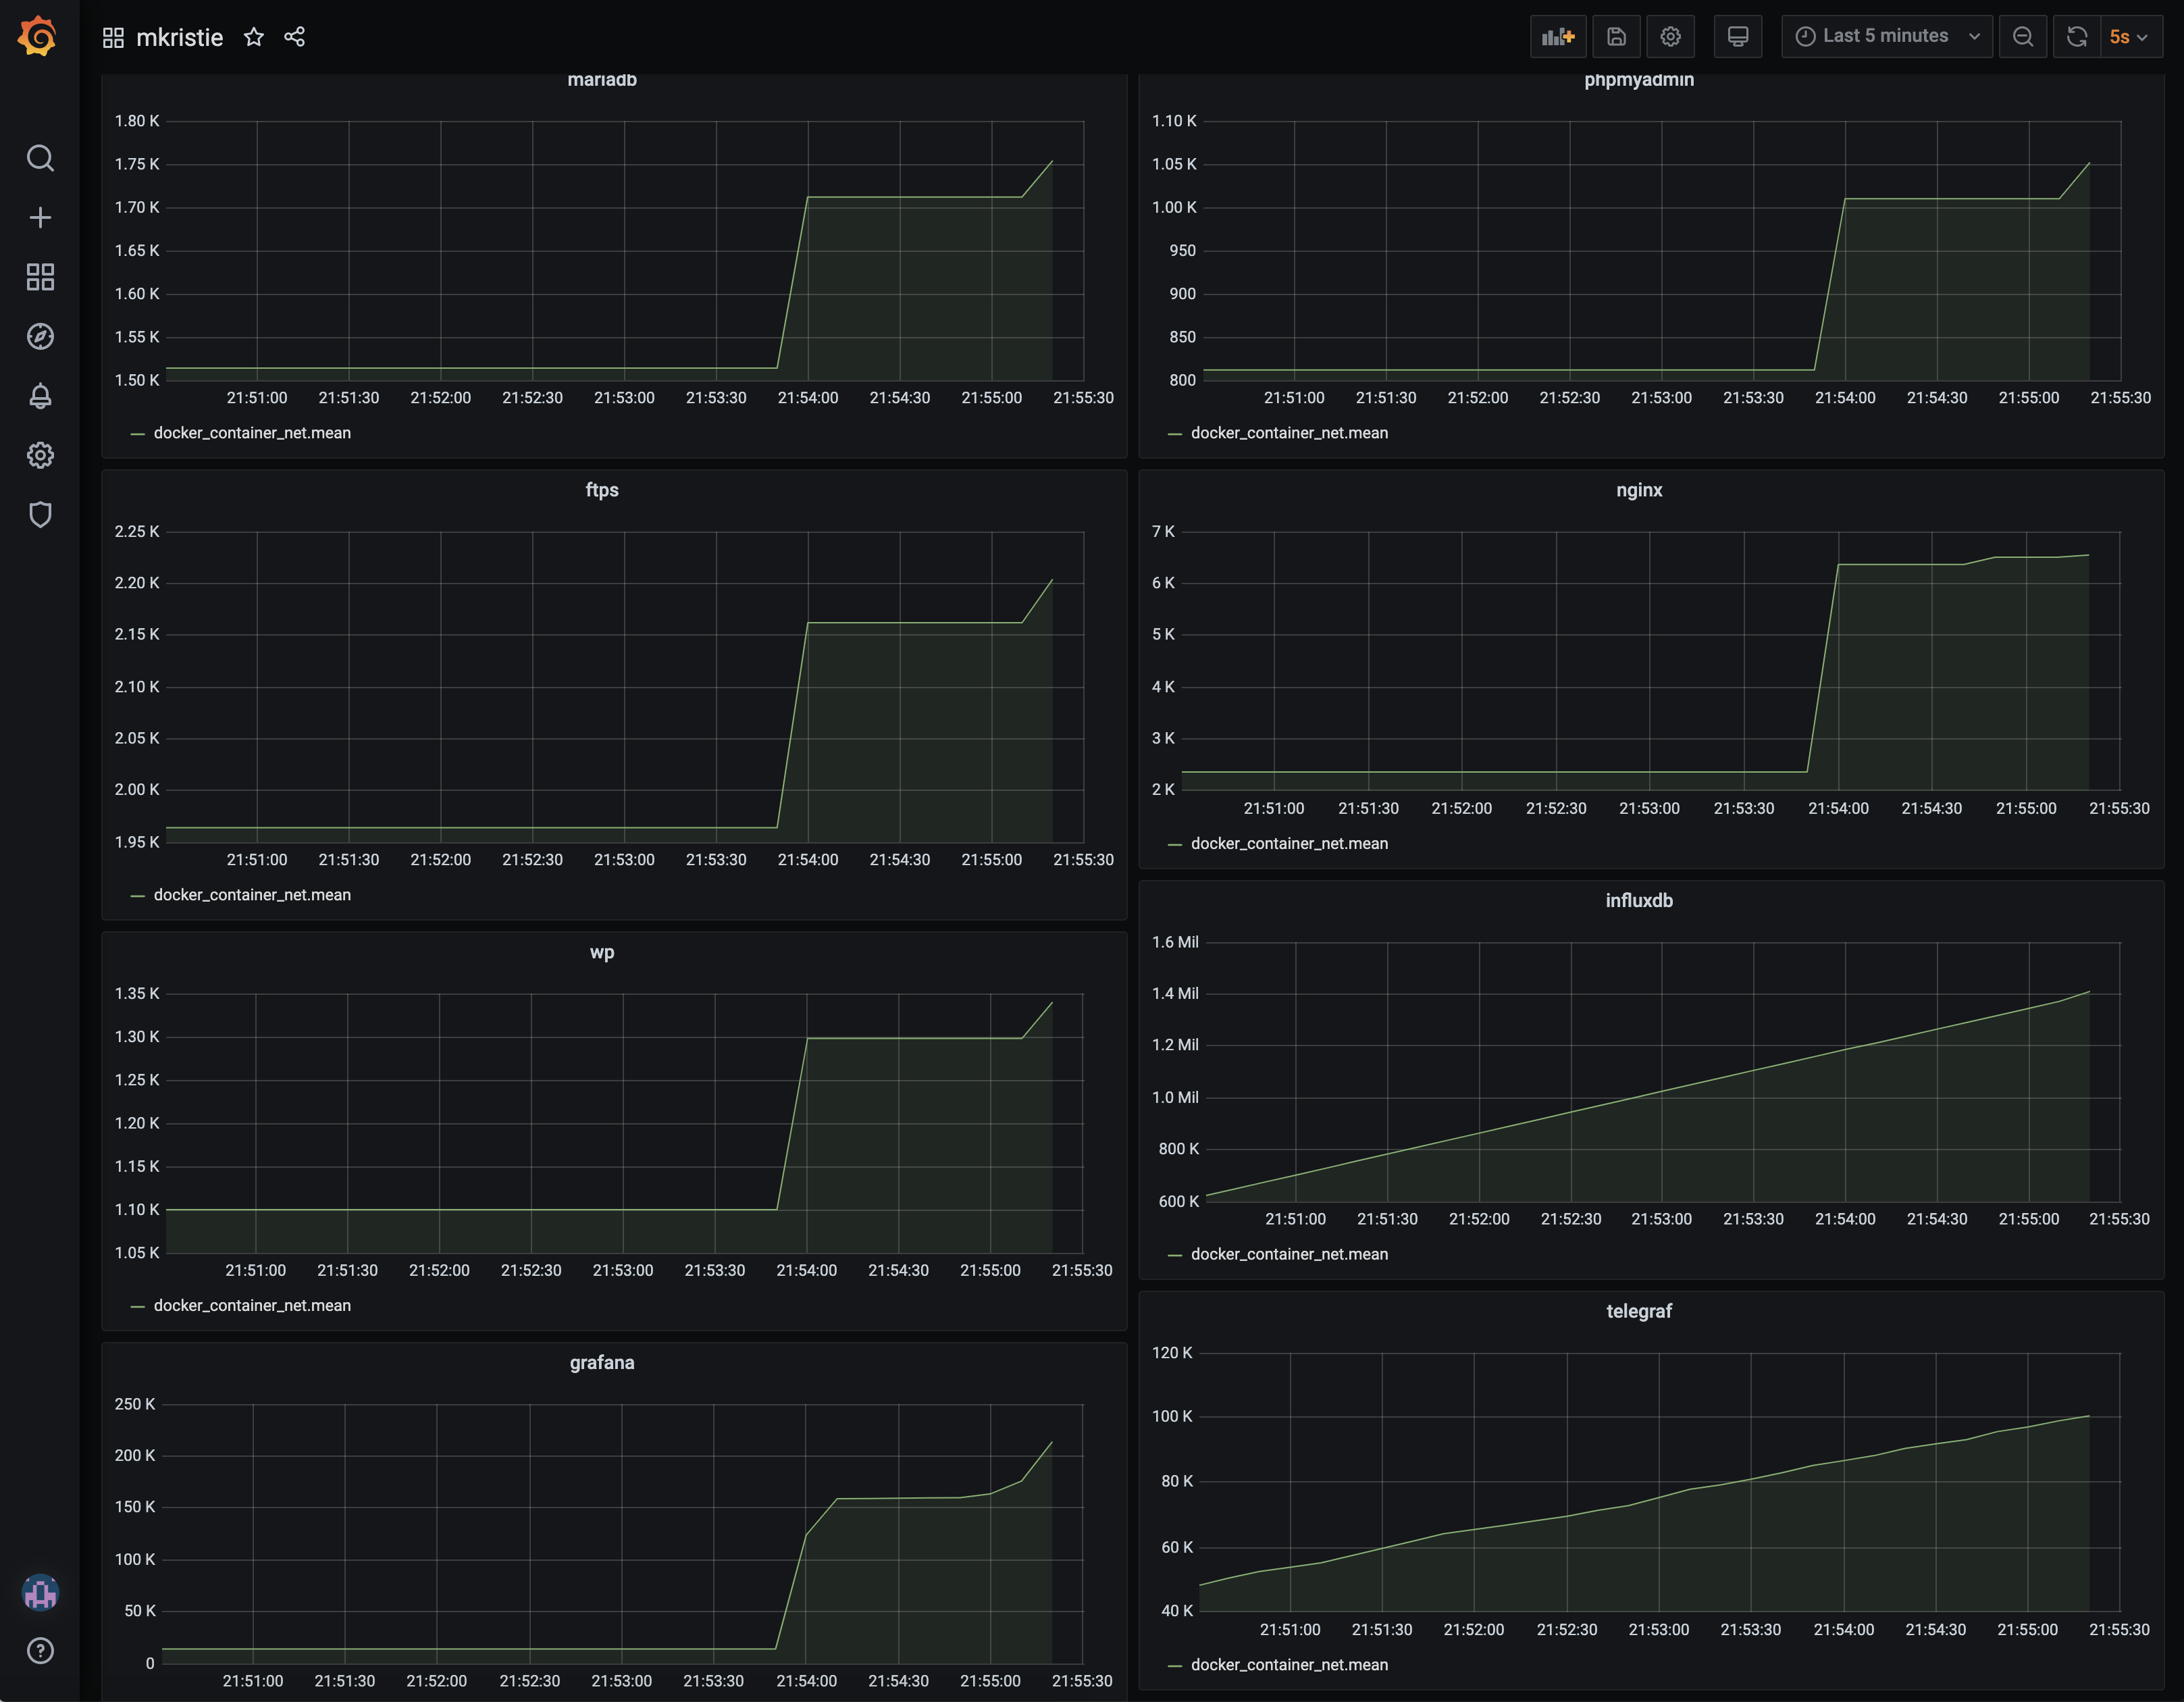 mkristie
Last 5 minutes
5s
mariadb
1.80 K
1.75 K
1.70 K
1.65 K
1.60 K
1.55 K
1.50 K
21:51:00 21:51:30 21:52:00 21:52:30 21:53:00 21:53:30 21:54:00 21:54:30 21:55:00 21:55:30
docker_container_net.mean
phpmyadmin
1.10 K
1.05 K
1.00 K
950
900
850
800
21:51:00 21:51:30 21:52:00 21:52:30 21:53:00 21:53:30 21:54:00 21:54:30 21:55:00 21:55:30
docker_container_net.mean
ftps
2.25 K
2.20 K
2.15 K
2.10 K
2.05 K
2.00 K
1.95 K
21:51:00 21:51:30 21:52:00 21:52:30 21:53:00 21:53:30 21:54:00 21:54:30 21:55:00 21:55:30
docker_container_net.mean
nginx
7 K
6 K
5 K
4 K
3 K
2 K
21:51:00 21:51:30 21:52:00 21:52:30 21:53:00 21:53:30 21:54:00 21:54:30 21:55:00 21:55:30
docker_container_net.mean
wp
1.35 K
1.30 K
1.25 K
1.20 K
1.15 K
1.10 K
1.05 K
21:51:00 21:51:30 21:52:00 21:52:30 21:53:00 21:53:30 21:54:00 21:54:30 21:55:00 21:55:30
docker_container_net.mean
influxdb
1.6 Mil
1.4 Mil
1.2 Mil
1.0 Mil
800 K
600 K
21:51:00 21:51:30 21:52:00 21:52:30 21:53:00 21:53:30 21:54:00 21:54:30 21:55:00 21:55:30
docker_container_net.mean
grafana
250 K
200 K
150 K
100 K
50 K
0
21:51:00 21:51:30 21:52:00 21:52:30 21:53:00 21:53:30 21:54:00 21:54:30 21:55:00 21:55:30
telegraf
120 K
100 K
80 K
60 K
40 K
21:51:00 21:51:30 21:52:00 21:52:30 21:53:00 21:53:30 21:54:00 21:54:30 21:55:00 21:55:30
docker_container_net.mean